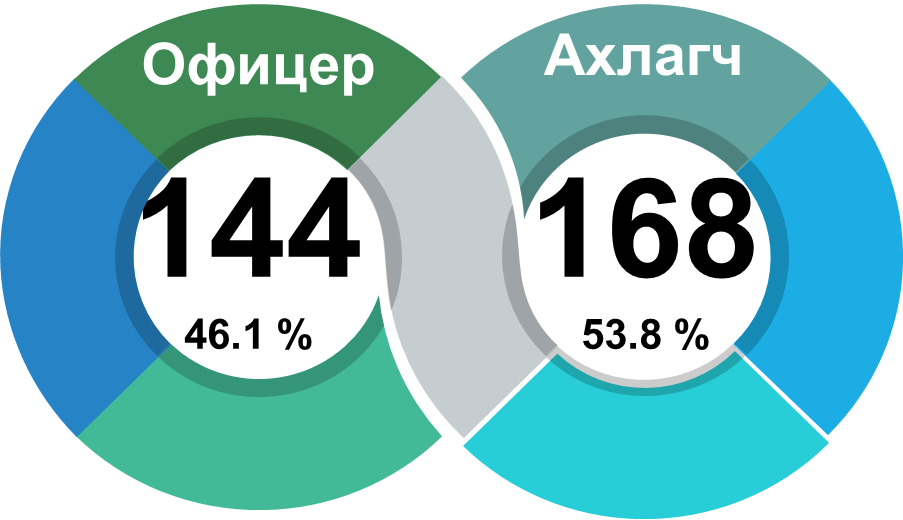 Офицер
144
46.1 %
Ахлагч
168
53.8 %